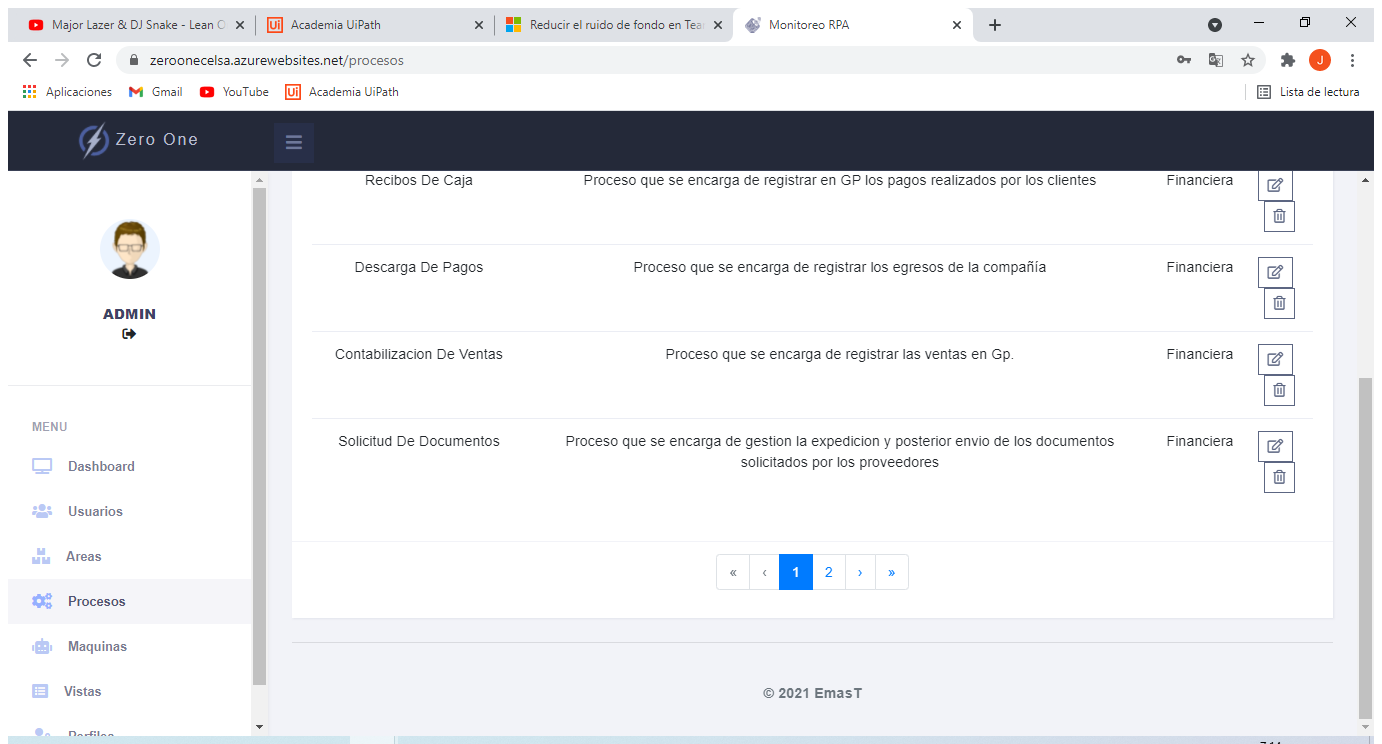 Major Lazer & DJ Snake - Lean O
Academia UiPath
Reducir el ruido de fondo en Tea
Monitoreo RPA
zeroonecelsa.azurewebsites.net/procesos
J
Aplicaciones
Gmail
YouTube
Academia UiPath
Lista de lectura
Zero One
ADMIN
MENU
Dashboard
Usuarios
Areas
Procesos
Maquinas
Vistas
Perfiles
Recibos De Caja Proceso que se encarga de registrar en GP los pagos realizados por los clientes Financiera
Descarga De Pagos Proceso que se encarga de registrar los egresos de la compañía Financiera
Contabilizacion De Ventas Proceso que se encarga de registrar las ventas en Gp. Financiera
Solicitud De Documentos Proceso que se encarga de gestion la expedicion y posterior envio de los documentos Financiera
solicitados por los proveedores
« ‹ 1 2 › »
© 2021 EmasT